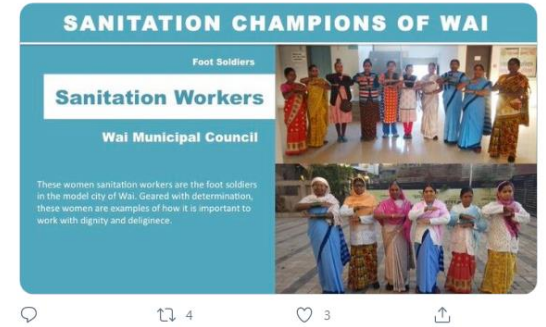 SANITATION CHAMPIONS OF WAI
Foot Soldiers
Sanitation Workers
Wai Municipal Council
These women sanitation workers are the foot soldiers
in the model city of Wai. Geared with determination,
these women are examples of how it is important to
work with dignity and deliginece.
4
3